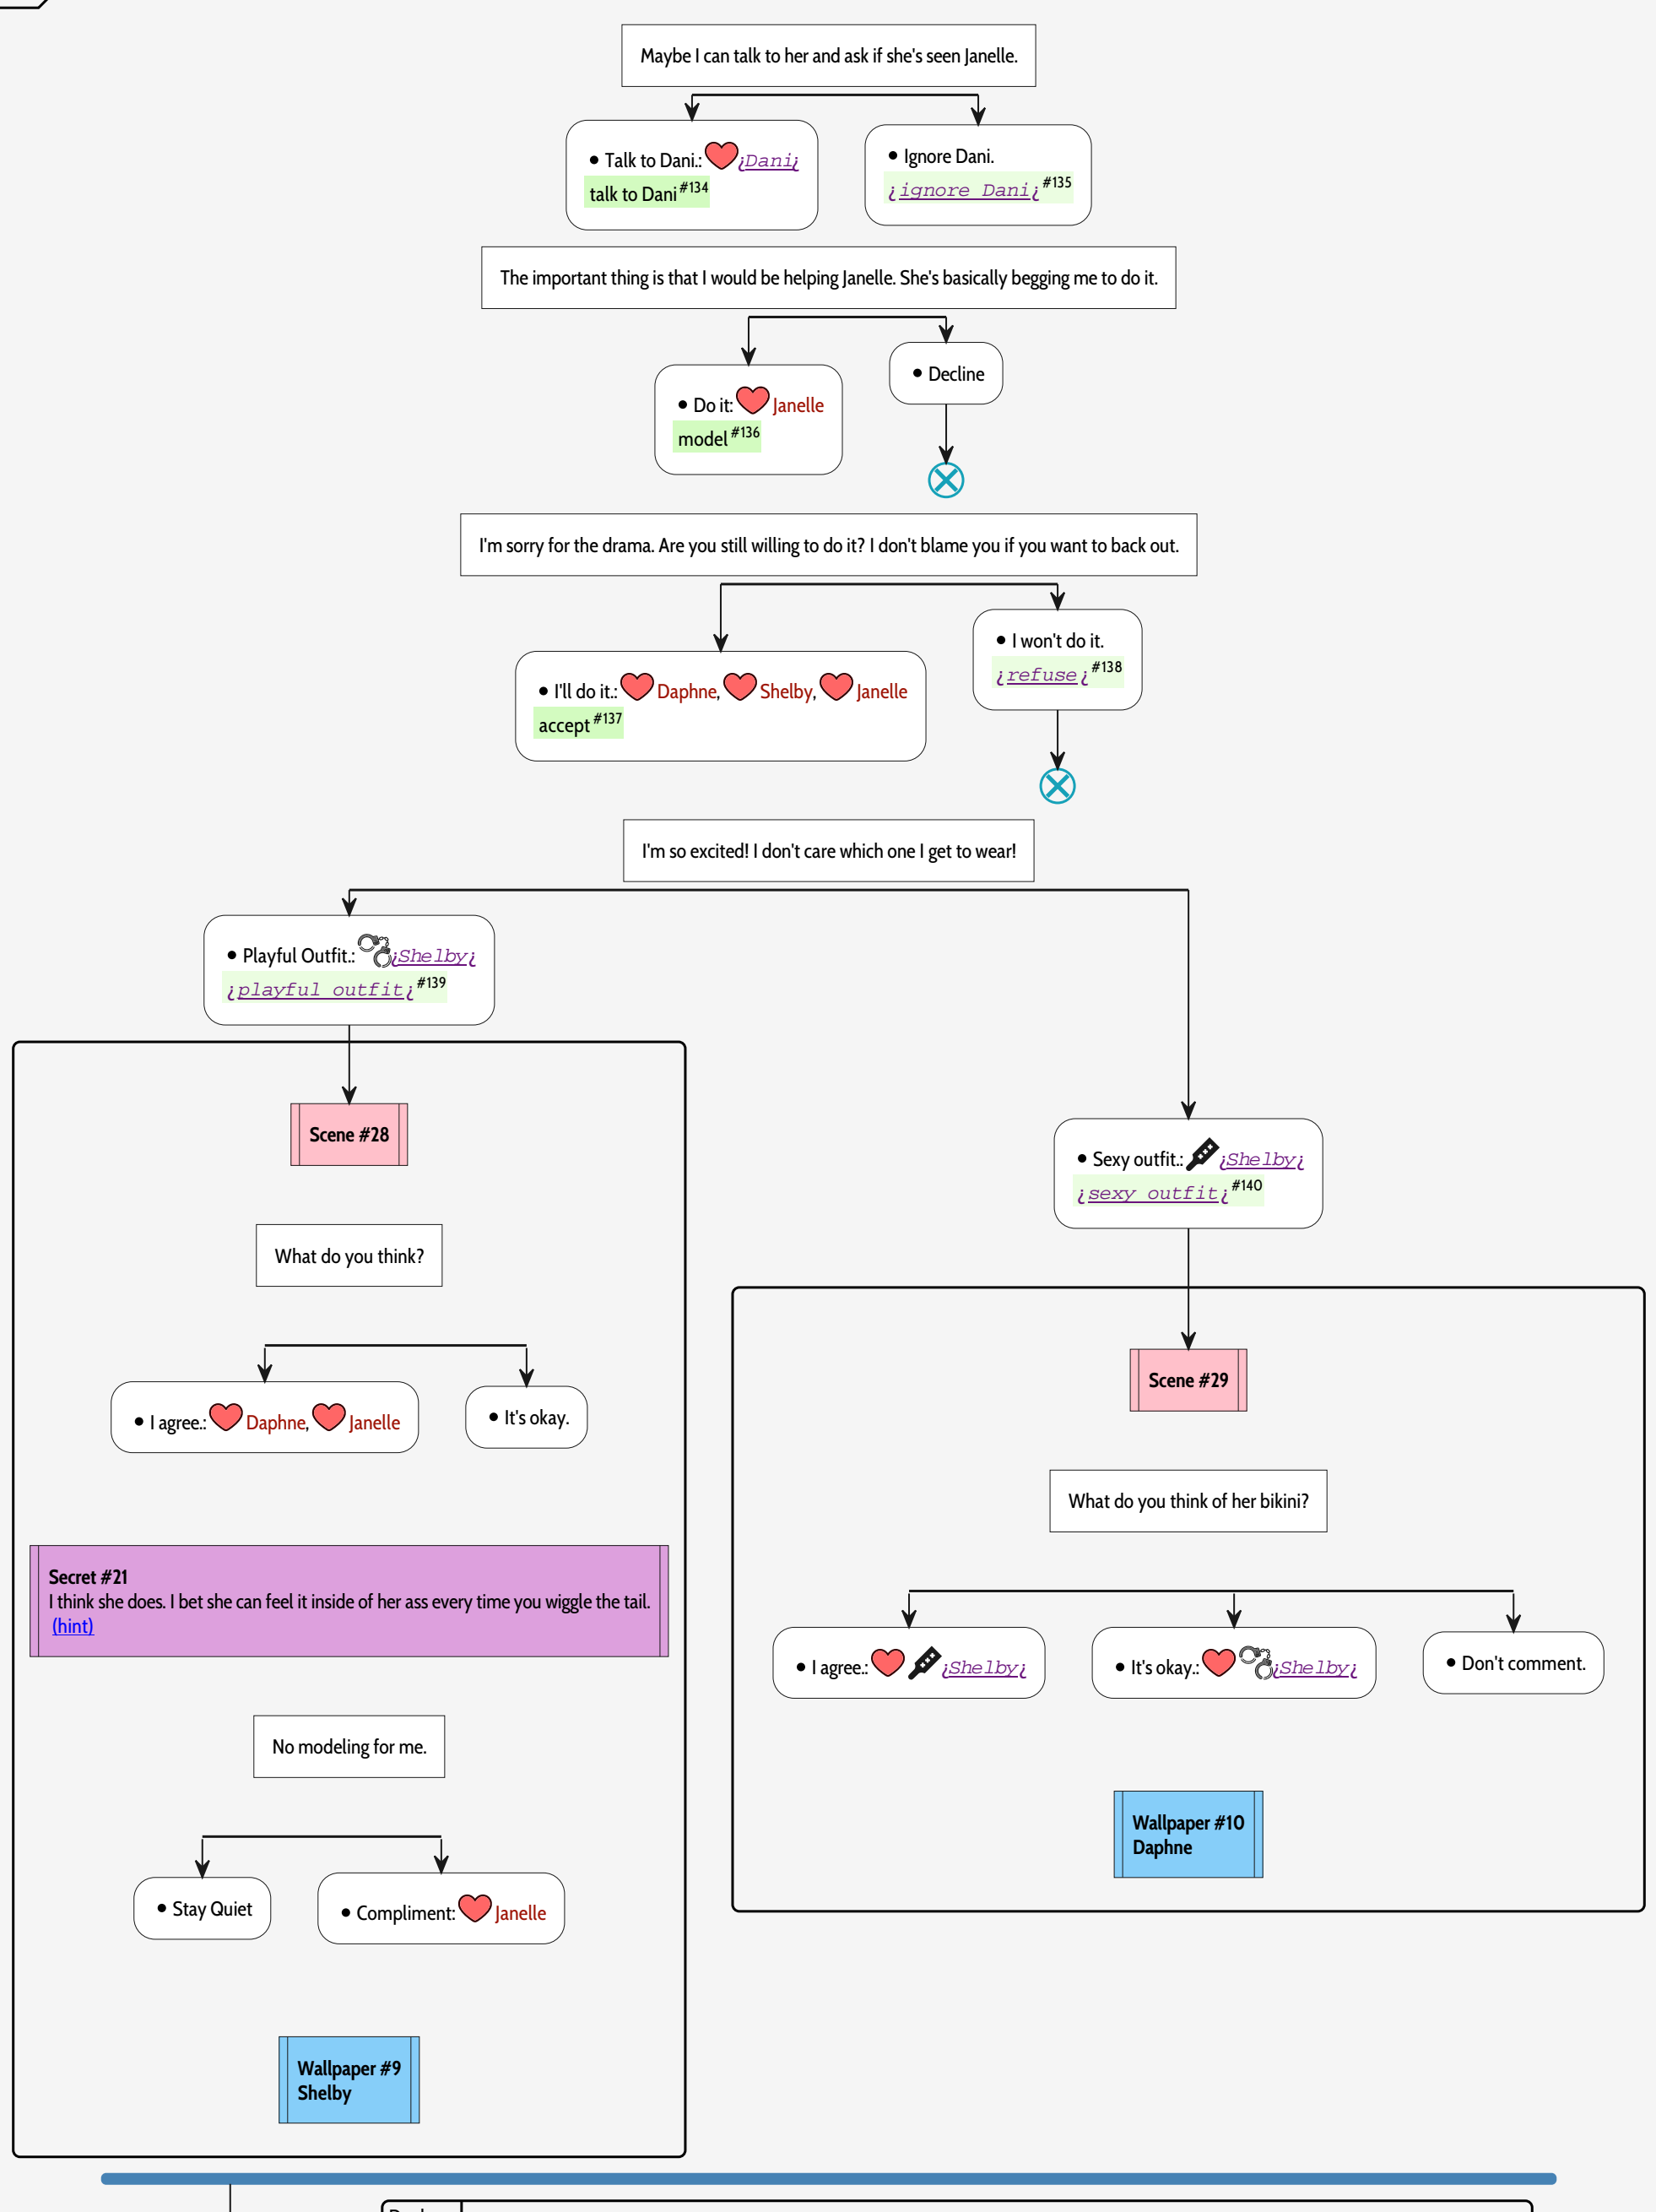 Maybe I can talk to her and ask if she's seen Janelle.
• Talk to Dani.: ¿Dani¿
talk to Dani #134
• Ignore Dani.
¿ignore Dani¿ #135
The important thing is that I would be helping Janelle. She's basically begging me to do it.
• Do it: Janelle
model #136
• Decline
I'm sorry for the drama. Are you still willing to do it? I don't blame you if you want to back out.
• I'll do it.: Daphne, Shelby, Janelle
accept #137
• I won't do it.
¿refuse¿ #138
I'm so excited! I don't care which one I get to wear!
• Playful Outfit.: ¿Shelby¿
¿playful outfit¿ #139
Scene #28
What do you think?
• I agree.: Daphne, Janelle
• It's okay.
Secret #21
I think she does. I bet she can feel it inside of her ass every time you wiggle the tail.
(hint)
No modeling for me.
• Stay Quiet
• Compliment: Janelle
Wallpaper #9
Shelby
• Sexy outfit.: ¿Shelby¿
¿sexy outfit¿ #140
Scene #29
What do you think of her bikini?
• I agree.: ¿Shelby¿
• It's okay.: ¿Shelby¿
• Don't comment.
Wallpaper #10
Daphne